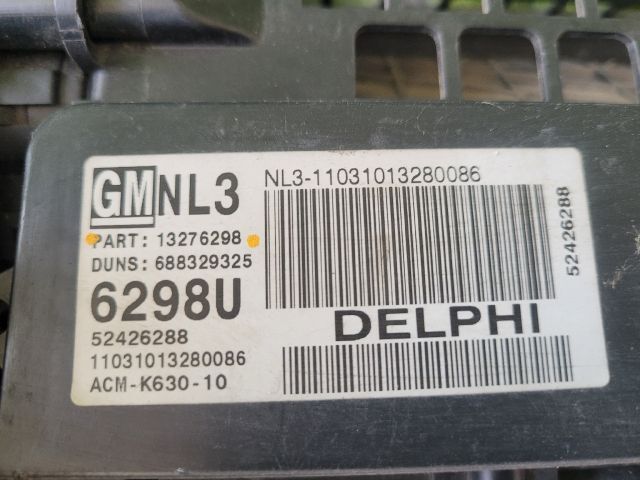 GM NL3
NL3-11031013280086
PART: 13276298
DUNS: 688329325
6298U
52426288
11031013280086
ACM-K630-10
DELPHI
52426288